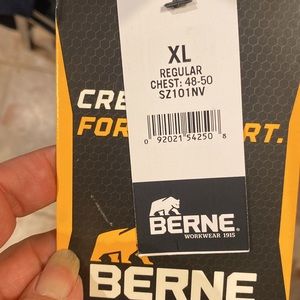 XL
REGULAR
CHEST: 48-50
SZ101NV
0 92021 54250 8
BERNE
WORKWEAR 1915
BERNE